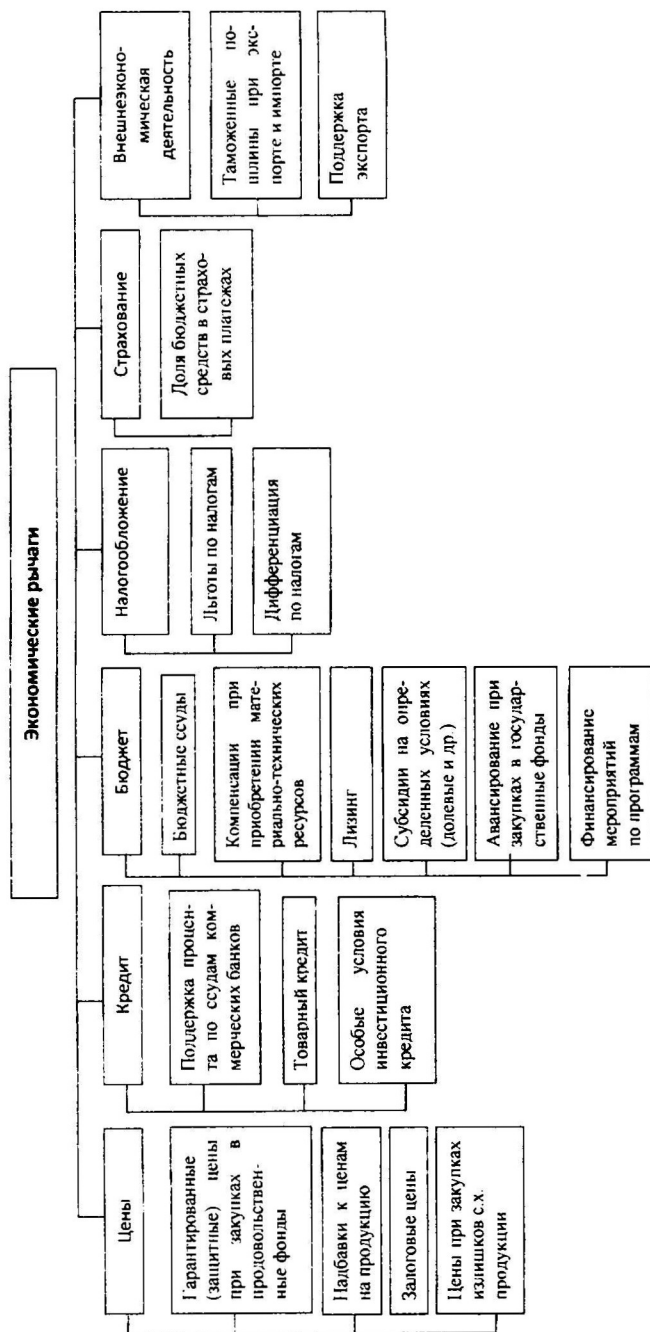 Экономические рычаги
Цены
Гарантированные
(защитные) цены
при закупках в
продовольствен-
ные фонды
Надбавки к ценам
на продукцию
Залоговые цены
Цены при закупках
излишков с.х.
продукции
Кредит
Поддержка процен-
та по ссудам ком-
мерческих банков
Товарный кредит
Особые условия
инвестиционного
кредита
Бюджет
Бюджетные ссуды
Компенсации при
приобретении мате-
риально-технических
ресурсов
Лизинг
Субсидии на опре-
деленных условиях
(долевые и др.)
Авансирование при
закупках в государ-
ственные фонды
Финансирование
мероприятий
по программам
Налогообложение
Льготы по налогам
Дифференциация
по налогам
Страхование
Доля бюджетных
средств в страхо-
вых платежах
Внешнеэконо-
мическая
деятельность
Таможенные по-
шлины при экс-
порте и импорте
Поддержка
экспорта